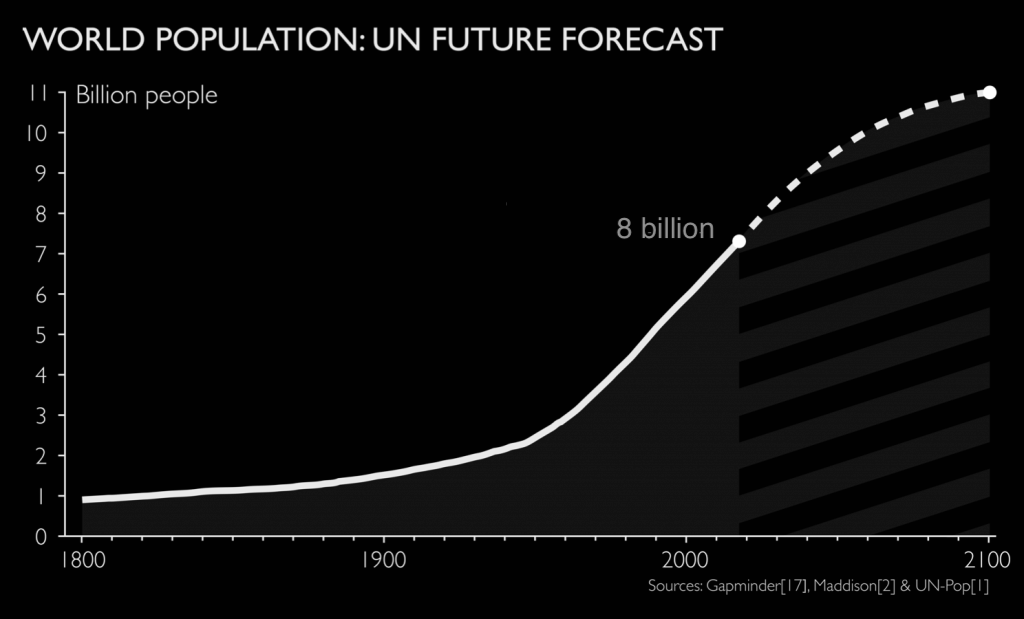 WORLD POPULATION: UN FUTURE FORECAST
11 Billion people
10
9
8
8 billion
7
6
5
4
3
2
1
0
1800 1900 2000 2100
Sources: Gapminder[17], Maddison[2] & UN-Pop[1]